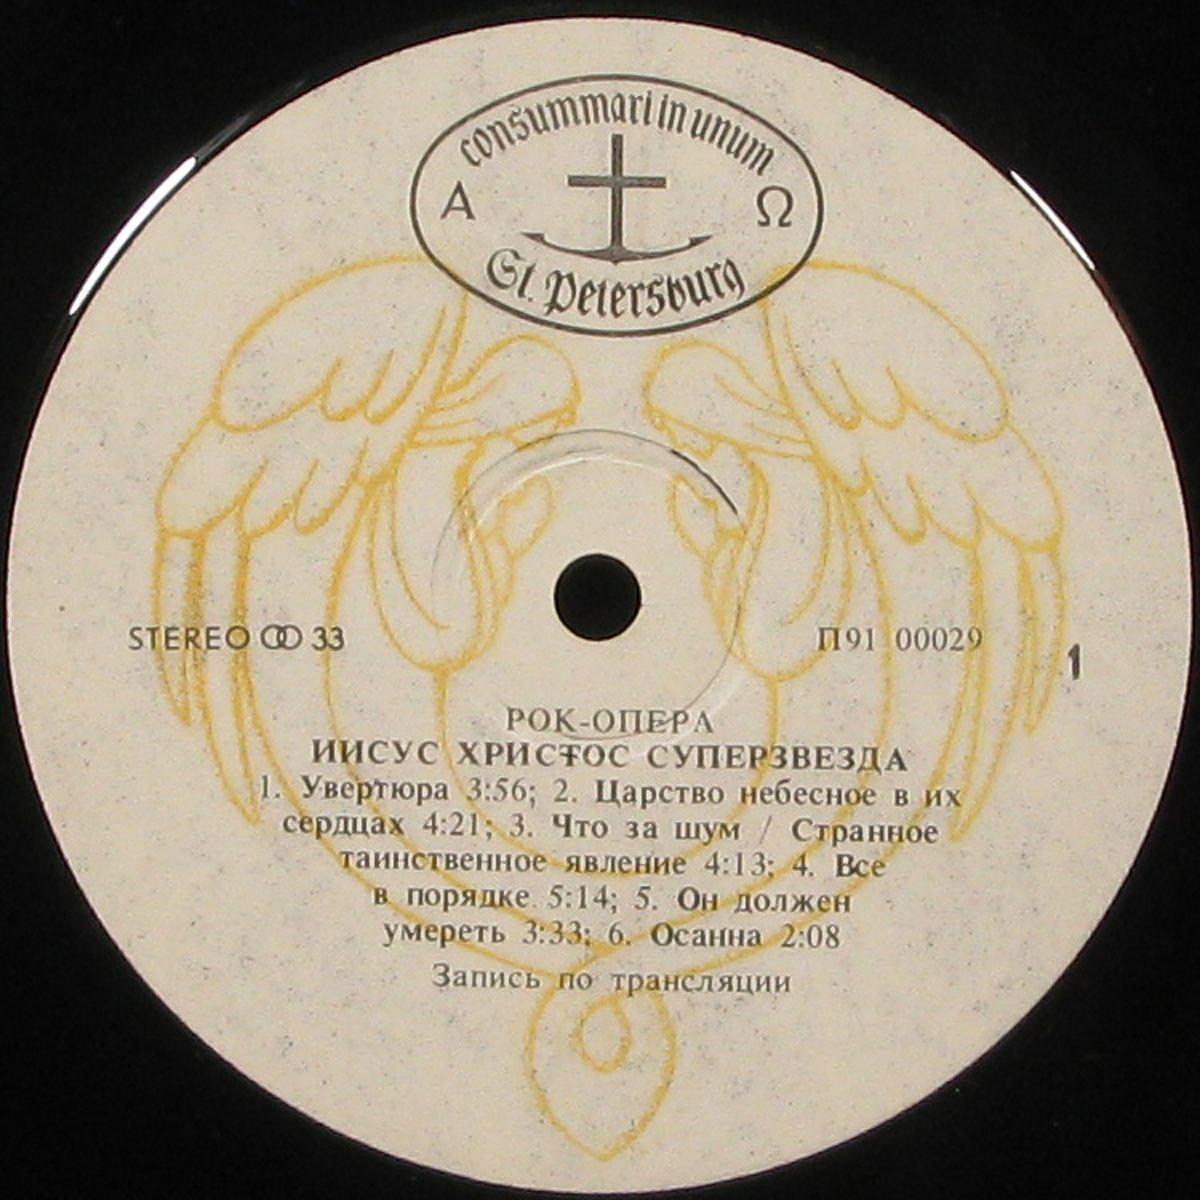 consummari in unum
Α Ω
St. Petersburg
STEREO 33 П91 00029
1
РОК-ОПЕРА
ИИСУС ХРИСТОС СУПЕРЗВЕЗДА
1. Увертюра 3:56; 2. Царство небесное в их
сердцах 4:21; 3. Что за шум / Странное
таинственное явление 4:13; 4. Все
в порядке 5:14; 5. Он должен
умереть 3:33; 6. Осанна 2:08
Запись по трансляции